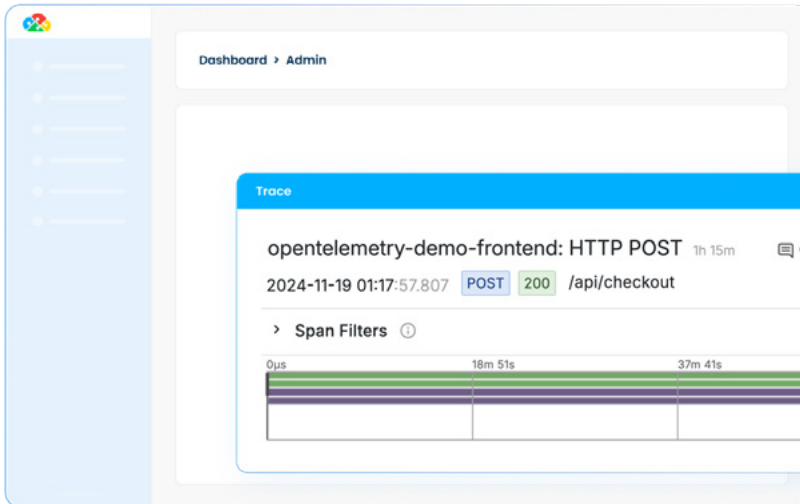 Dashboard > Admin
Trace
opentelemetry-demo-frontend: HTTP POST 1h 15m
2024-11-19 01:17:57.807 POST 200 /api/checkout
> Span Filters
0µs 18m 51s 37m 41s